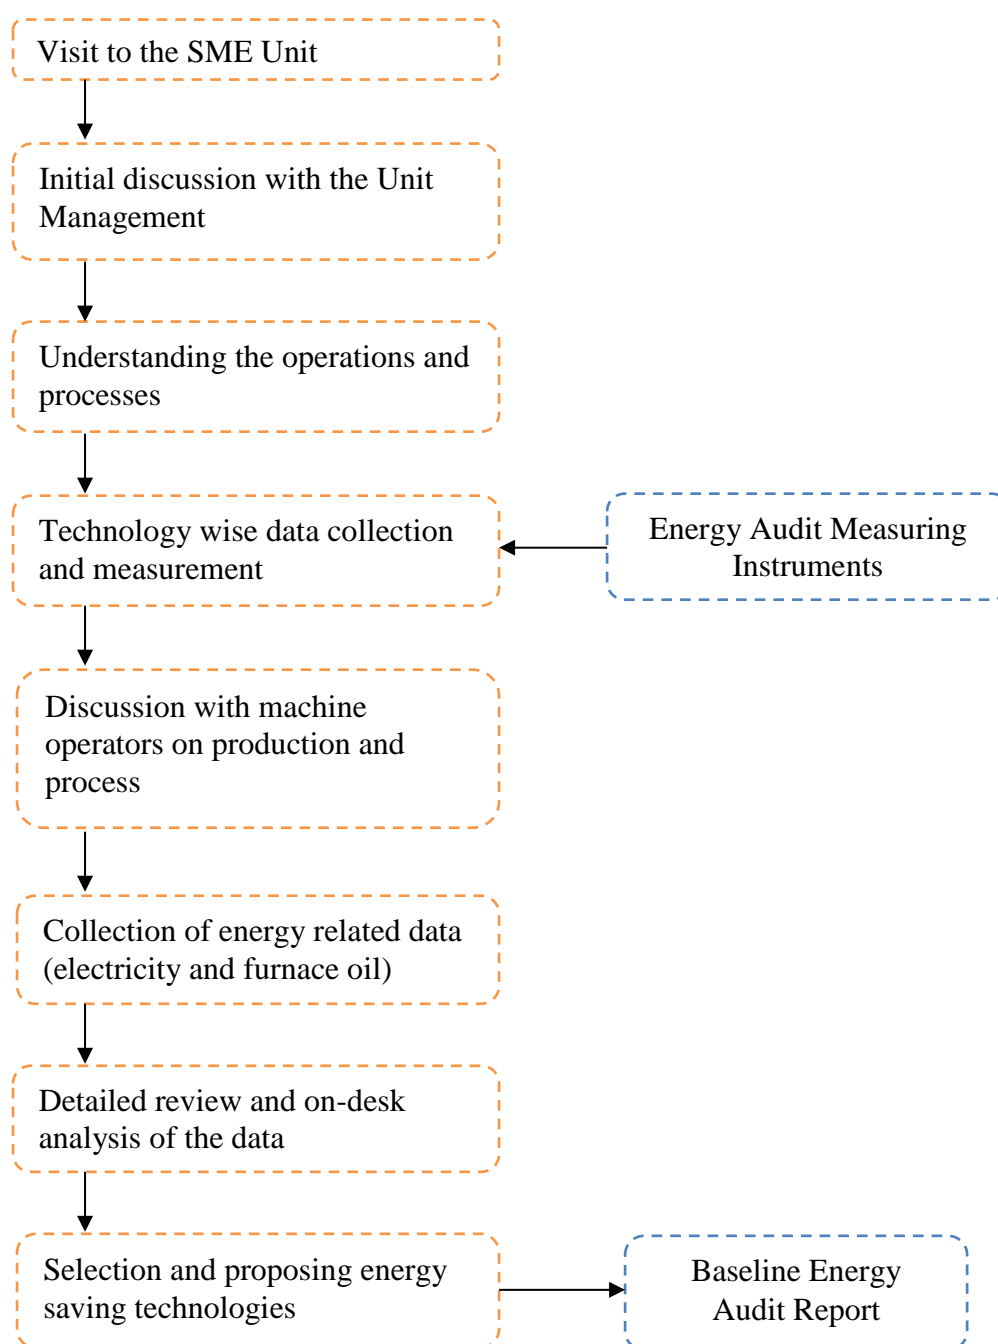 Visit to the SME Unit
Initial discussion with the Unit
Management
Understanding the operations and
processes
Technology wise data collection
and measurement
Energy Audit Measuring
Instruments
Discussion with machine
operators on production and
process
Collection of energy related data
(electricity and furnace oil)
Detailed review and on-desk
analysis of the data
Selection and proposing energy
saving technologies
Baseline Energy
Audit Report